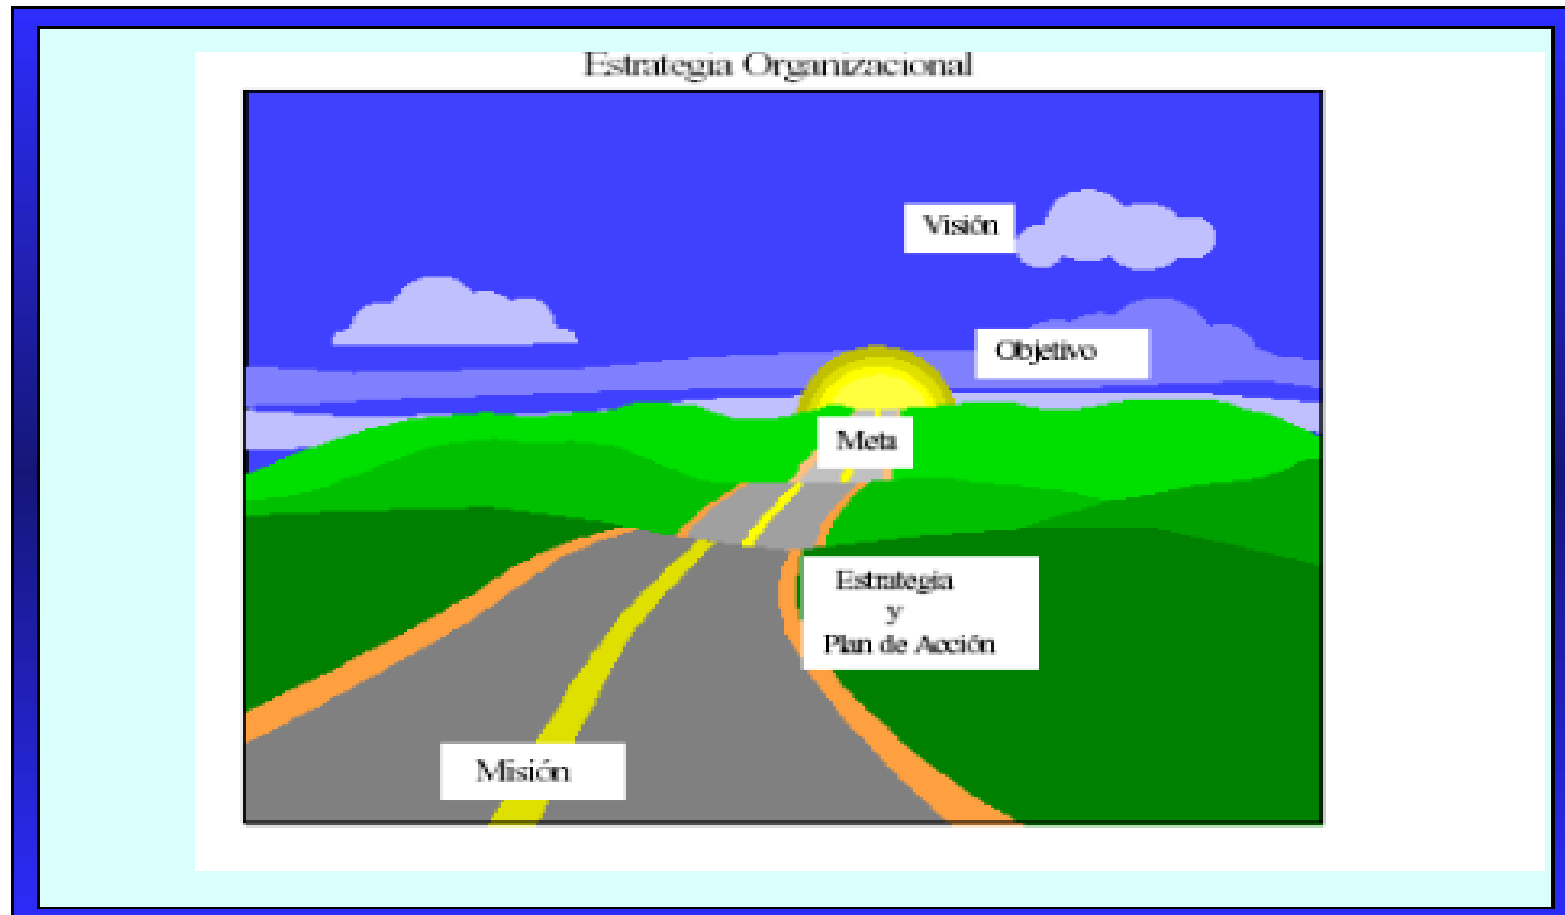 Estrategia Organizacional
Visión
Objetivo
Meta
Estrategia
y
Plan de Acción
Misión